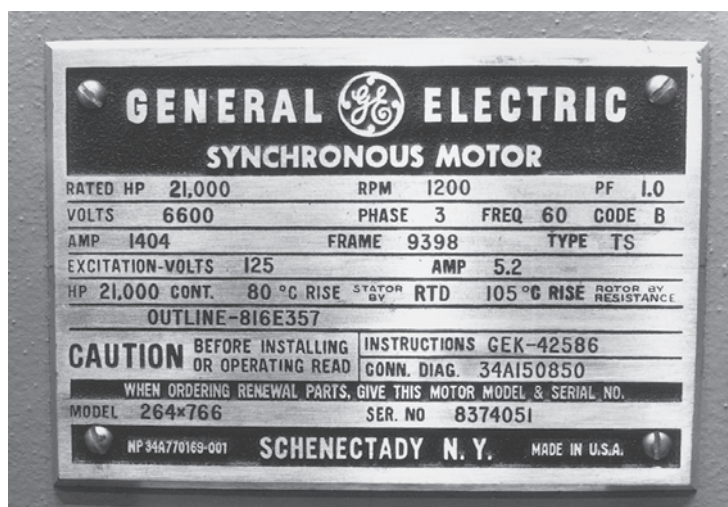 GENERAL GE ELECTRIC
SYNCHRONOUS MOTOR
RATED HP 21,000 RPM 1200 PF 1.0
VOLTS 6600 PHASE 3 FREQ 60 CODE B
AMP 1404 FRAME 9398 TYPE TS
EXCITATION-VOLTS 125 AMP 5.2
HP 21,000 CONT. 80 °C RISE STATOR BY RTD 105 °C RISE ROTOR BY RESISTANCE
OUTLINE-816E357
CAUTION BEFORE INSTALLING OR OPERATING READ
INSTRUCTIONS GEK-42586
CONN. DIAG. 34A150850
WHEN ORDERING RENEWAL PARTS, GIVE THIS MOTOR MODEL & SERIAL NO.
MODEL 264×766 SER. NO 8374051
NP 34A770169-001 SCHENECTADY N. Y. MADE IN U.S.A.